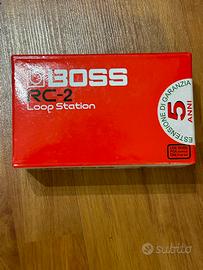 BOSS
RC-2
Loop Station
ESTENSIONE DI GARANZIA
5
ANNI
subito